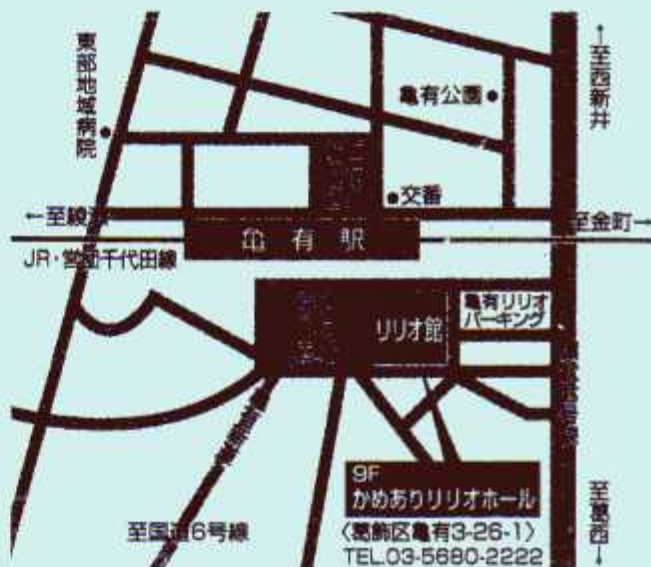 東部地域病院
亀有公園
↑至西新井
交番
←至綾瀬
亀有駅
至金町→
JR・営団千代田線
リリオ館
亀有リリオ
パーキング
9F
かめありリリオホール
至国道6号線
〈葛飾区亀有3-26-1〉
TEL.03-5680-2222
至葛西↓